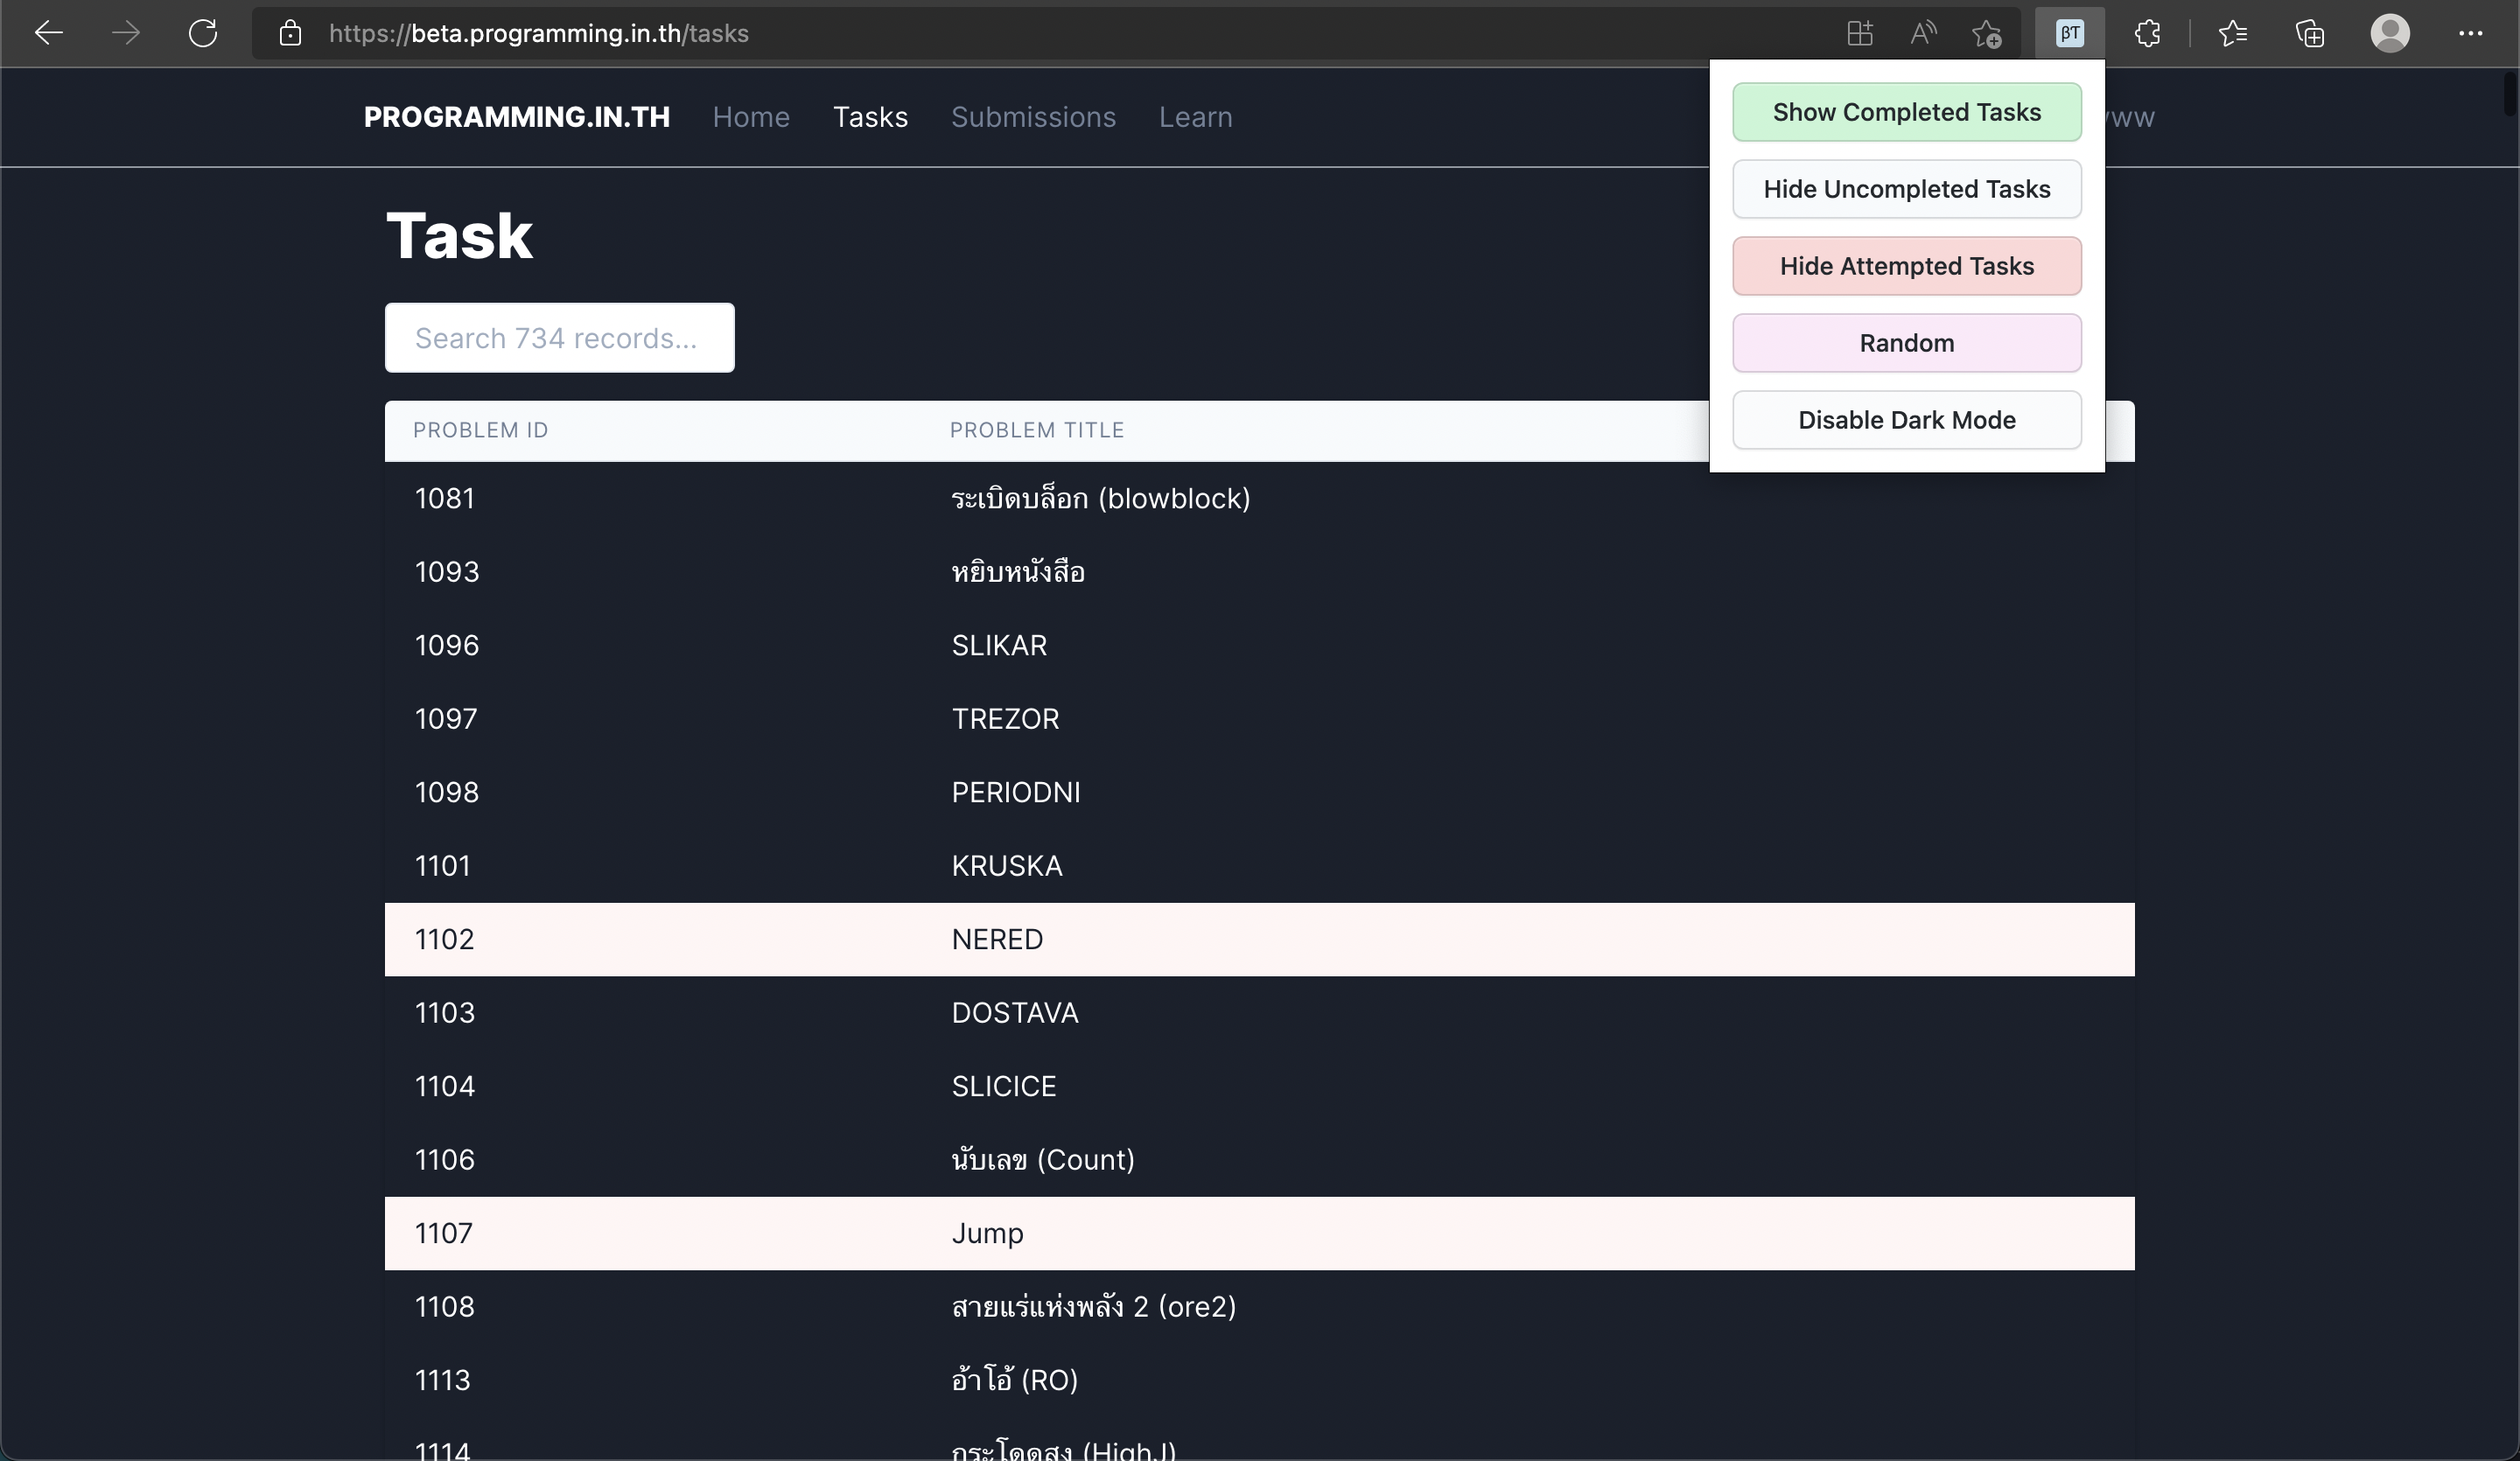 https://beta.programming.in.th/tasks
βT
PROGRAMMING.IN.TH Home Tasks Submissions Learn
Show Completed Tasks
Hide Uncompleted Tasks
Hide Attempted Tasks
Random
Disable Dark Mode
Task
Search 734 records...
PROBLEM ID PROBLEM TITLE
1081 ระเบิดบล็อก (blowblock)
1093 หยิบหนังสือ
1096 SLIKAR
1097 TREZOR
1098 PERIODNI
1101 KRUSKA
1102 NERED
1103 DOSTAVA
1104 SLICICE
1106 นับเลข (Count)
1107 Jump
1108 สายแร่แห่งพลัง 2 (ore2)
1113 อ้าโอ้ (RO)
1114 กระโดดสูง (HighJ)